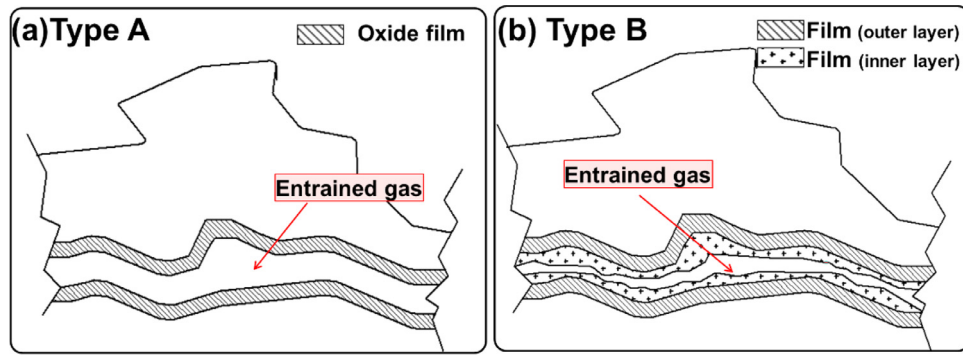 (a)Type A
Oxide film
Entrained gas
(b) Type B
Film (outer layer)
Film (inner layer)
Entrained gas